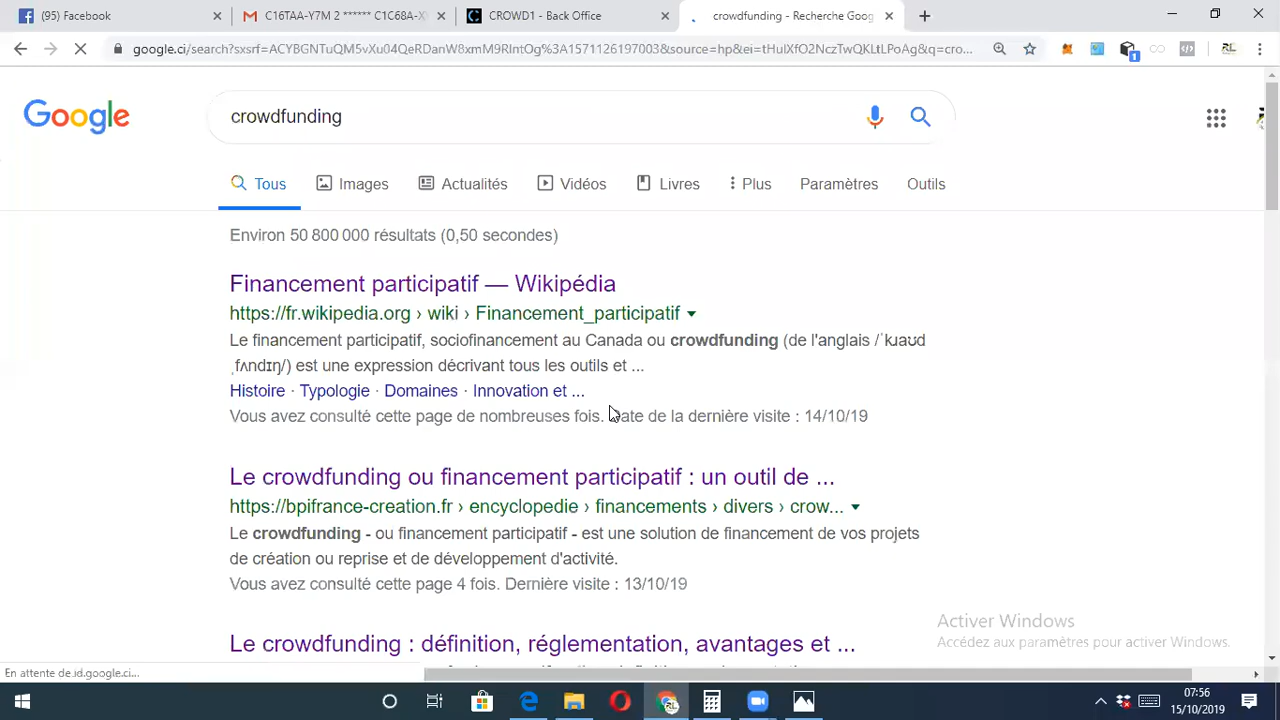 (95) Facebook
C16TAA-Y7M 2 ****** C1C68A-X
CROWD1 - Back Office
crowdfunding - Recherche Goog
google.ci/search?sxsrf=ACYBGNTuQM5vXu04QeRDanW8xmM9RIntOg%3A1571126197003&source=hp&ei=tHulXfO2NczTwQKLtLPoAg&q=cro...
Google
crowdfunding
Tous Images Actualités Vidéos Livres Plus Paramètres Outils
Environ 50 800 000 résultats (0,50 secondes)
Financement participatif — Wikipédia
https://fr.wikipedia.org › wiki › Financement_participatif
Le financement participatif, sociofinancement au Canada ou crowdfunding (de l'anglais /ˈkɹaʊd
ˌfʌndɪŋ/) est une expression décrivant tous les outils et ...
Histoire · Typologie · Domaines · Innovation et ...
Vous avez consulté cette page de nombreuses fois. Date de la dernière visite : 14/10/19
Le crowdfunding ou financement participatif : un outil de ...
https://bpifrance-creation.fr › encyclopedie › financements › divers › crow...
Le crowdfunding - ou financement participatif - est une solution de financement de vos projets
de création ou reprise et de développement d'activité.
Vous avez consulté cette page 4 fois. Dernière visite : 13/10/19
Activer Windows
Accédez aux paramètres pour activer Windows.
Le crowdfunding : définition, réglementation, avantages et ...
En attente de id.google.ci...
07:56
15/10/2019